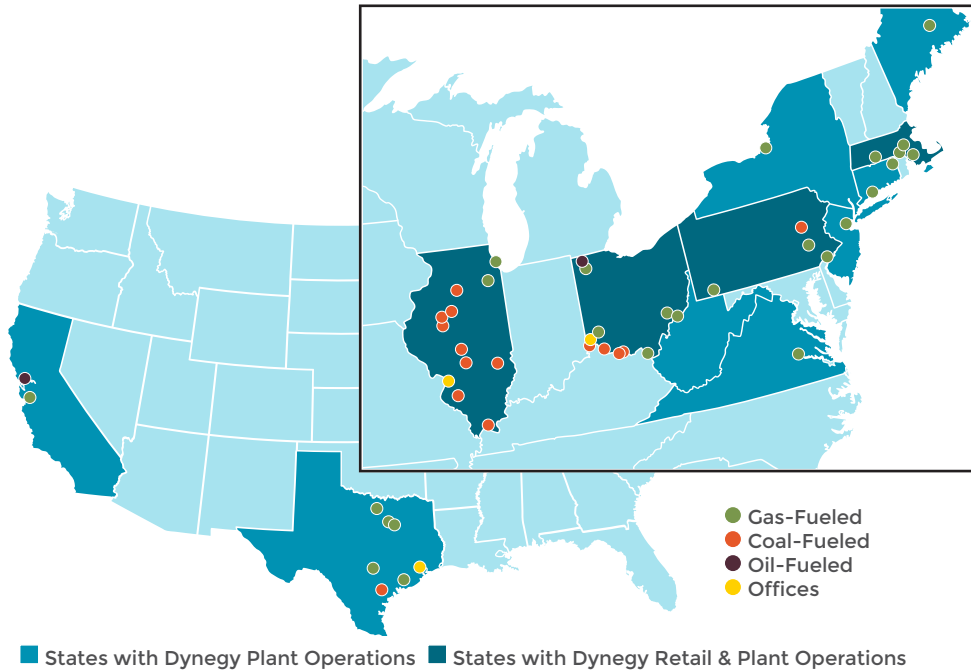 Gas-Fueled
Coal-Fueled
Oil-Fueled
Offices
States with Dynegy Plant Operations
States with Dynegy Retail & Plant Operations